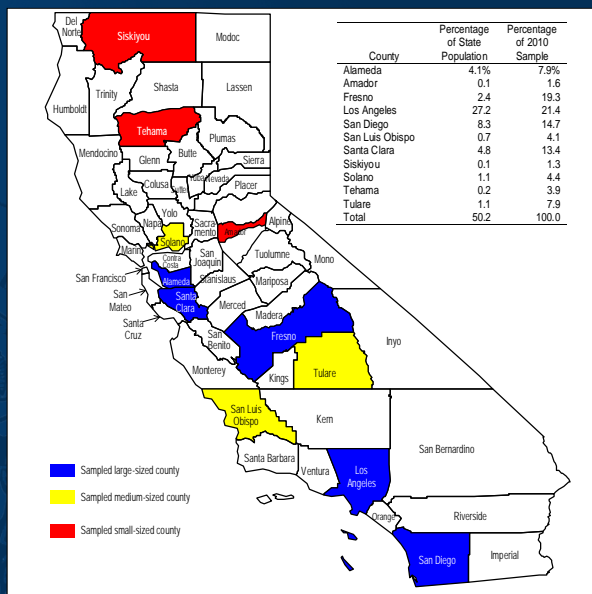 Del
Norte
Siskiyou
Modoc
Percentage
of State
Population
Percentage
of 2010
Sample
County
Alameda 4.1% 7.9%
Amador 0.1 1.6
Fresno 2.4 19.3
Los Angeles 27.2 21.4
San Diego 8.3 14.7
San Luis Obispo 0.7 4.1
Santa Clara 4.8 13.4
Siskiyou 0.1 1.3
Solano 1.1 4.4
Tehama 0.2 3.9
Tulare 1.1 7.9
Total 50.2 100.0
Humboldt
Trinity
Shasta
Lassen
Tehama
Plumas
Mendocino
Glenn
Butte
Sierra
Lake
Colusa
Sutter
Yuba
Nevada
Placer
Sonoma
Napa
Yolo
Sacra-
mento
Amador
Alpine
Solano
Marin
Contra
Costa
San
Joaquin
Tuolumne
Mono
San Francisco
Alameda
Stanislaus
Mariposa
San
Mateo
Santa
Clara
Merced
Madera
Santa
Cruz
San
Benito
Fresno
Inyo
Monterey
Kings
Tulare
San Luis
Obispo
Kern
San Bernardino
Santa Barbara
Ventura
Los
Angeles
Orange
Riverside
San Diego
Imperial
Sampled large-sized county
Sampled medium-sized county
Sampled small-sized county